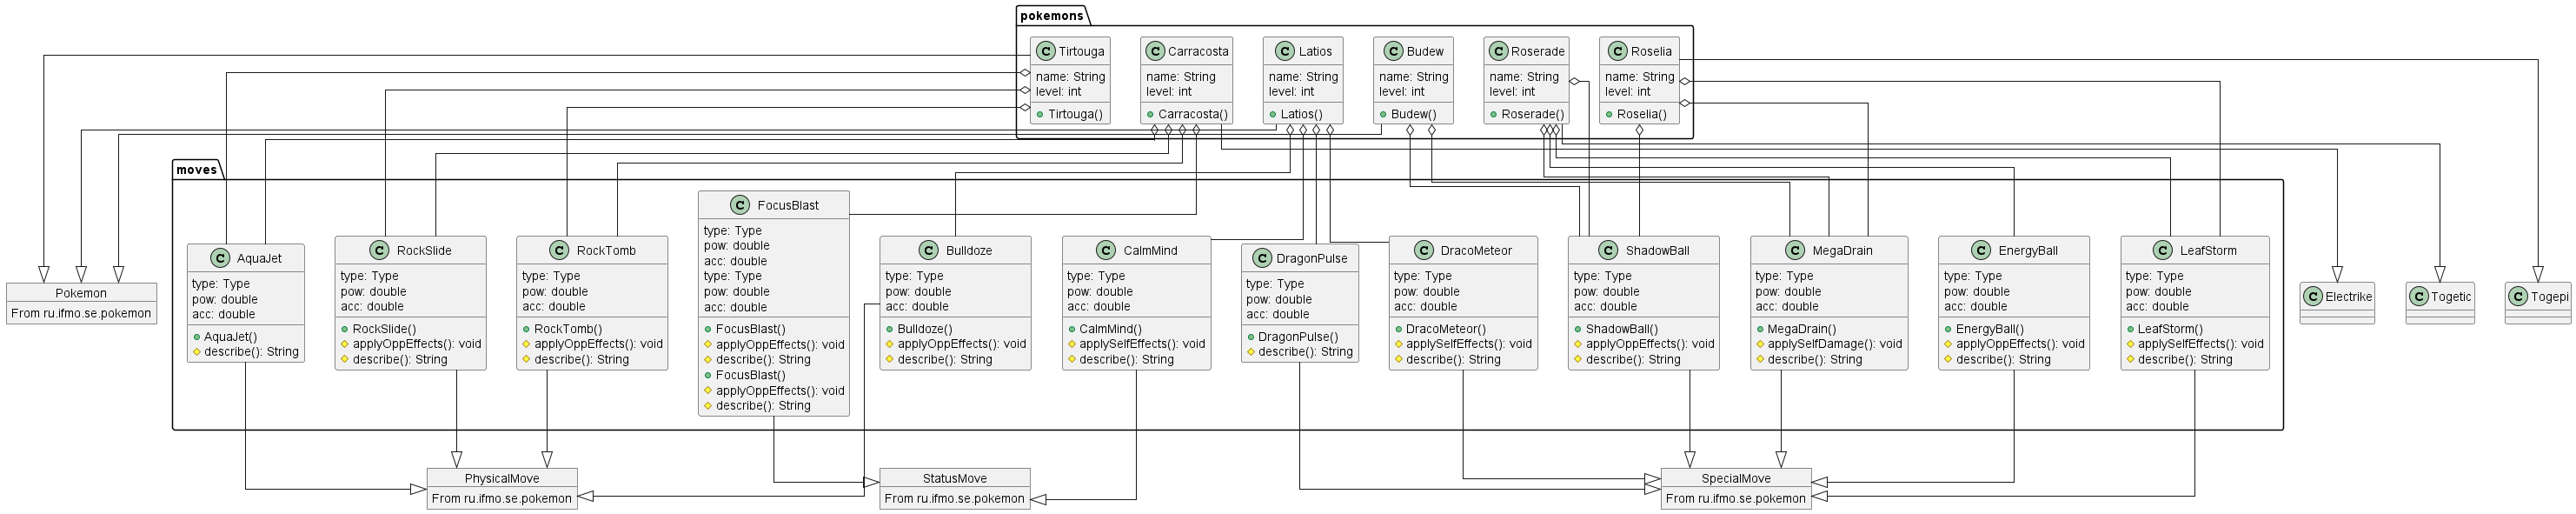 pokemons
C Tirtouga
name: String
level: int
Tirtouga()
C Carracosta
name: String
level: int
Carracosta()
C Latios
name: String
level: int
Latios()
C Budew
name: String
level: int
Budew()
C Roserade
name: String
level: int
Roserade()
C Roselia
name: String
level: int
Roselia()
moves
C AquaJet
type: Type
pow: double
acc: double
AquaJet()
describe(): String
C RockSlide
type: Type
pow: double
acc: double
RockSlide()
applyOppEffects(): void
describe(): String
C RockTomb
type: Type
pow: double
acc: double
RockTomb()
applyOppEffects(): void
describe(): String
C FocusBlast
type: Type
pow: double
acc: double
type: Type
pow: double
acc: double
FocusBlast()
applyOppEffects(): void
describe(): String
FocusBlast()
applyOppEffects(): void
describe(): String
C Bulldoze
type: Type
pow: double
acc: double
Bulldoze()
applyOppEffects(): void
describe(): String
C CalmMind
type: Type
pow: double
acc: double
CalmMind()
applySelfEffects(): void
describe(): String
C DragonPulse
type: Type
pow: double
acc: double
DragonPulse()
describe(): String
C DracoMeteor
type: Type
pow: double
acc: double
DracoMeteor()
applySelfEffects(): void
describe(): String
C ShadowBall
type: Type
pow: double
acc: double
ShadowBall()
applyOppEffects(): void
describe(): String
C MegaDrain
type: Type
pow: double
acc: double
MegaDrain()
applySelfDamage(): void
describe(): String
C EnergyBall
type: Type
pow: double
acc: double
EnergyBall()
applyOppEffects(): void
describe(): String
C LeafStorm
type: Type
pow: double
acc: double
LeafStorm()
applySelfEffects(): void
describe(): String
Pokemon
From ru.ifmo.se.pokemon
C Electrike
C Togetic
C Togepi
PhysicalMove
From ru.ifmo.se.pokemon
StatusMove
From ru.ifmo.se.pokemon
SpecialMove
From ru.ifmo.se.pokemon